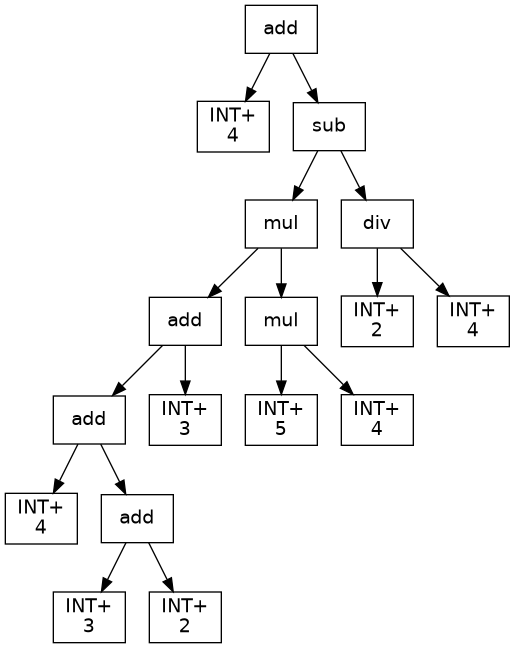 add
INT+
4
sub
mul
div
add
mul
INT+
2
INT+
4
add
INT+
3
INT+
5
INT+
4
INT+
4
add
INT+
3
INT+
2